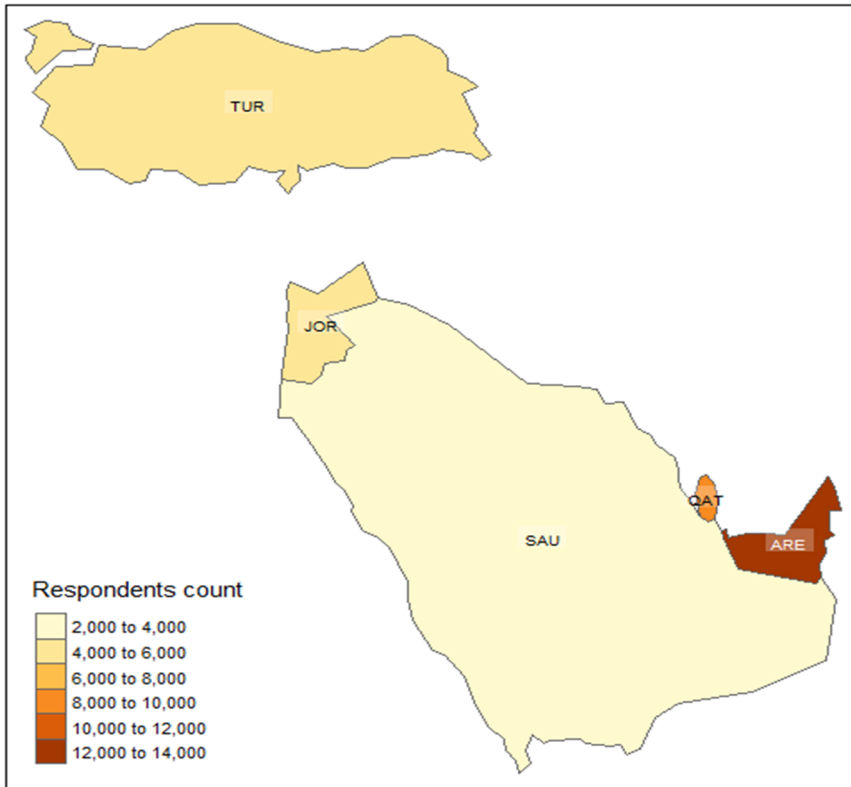 TUR
JOR
QAT
SAU
ARE
Respondents count
2,000 to 4,000
4,000 to 6,000
6,000 to 8,000
8,000 to 10,000
10,000 to 12,000
12,000 to 14,000